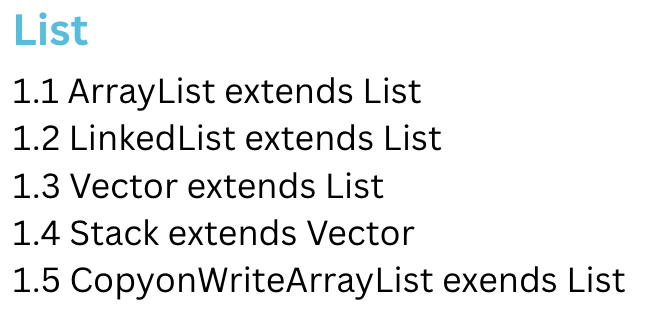 List
1.1 ArrayList extends List
1.2 LinkedList extends List
1.3 Vector extends List
1.4 Stack extends Vector
1.5 CopyonWriteArrayList exends List